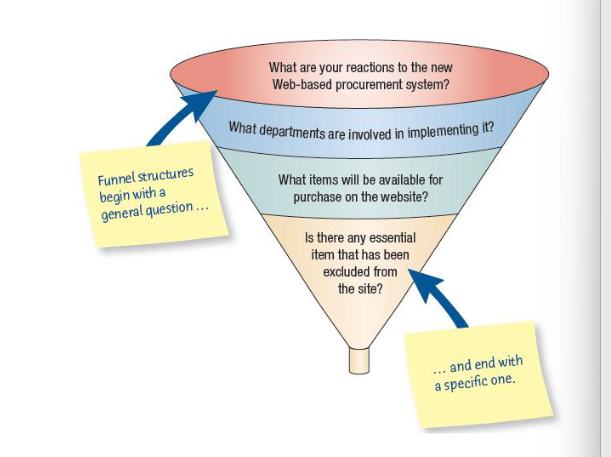 What are your reactions to the new
Web-based procurement system?
What departments are involved in implementing it?
Funnel structures
begin with a
general question ...
What items will be available for
purchase on the website?
Is there any essential
item that has been
excluded from
the site?
... and end with
a specific one.